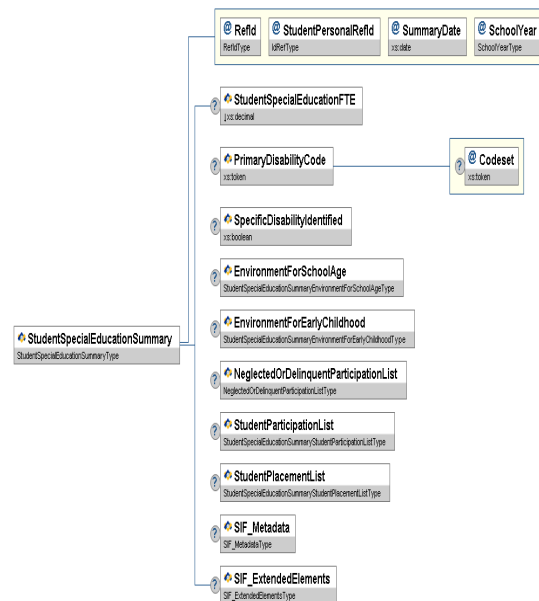 @ RefId
RefIdType
@ StudentPersonalRefId
IdRefType
@ SummaryDate
xs:date
@ SchoolYear
SchoolYearType
? StudentSpecialEducationFTE
xs:decimal
? PrimaryDisabilityCode
xs:token
? @ Codeset
xs:token
? SpecificDisabilityIdentified
xs:boolean
? EnvironmentForSchoolAge
StudentSpecialEducationSummaryEnvironmentForSchoolAgeType
? EnvironmentForEarlyChildhood
StudentSpecialEducationSummaryEnvironmentForEarlyChildhoodType
StudentSpecialEducationSummary
StudentSpecialEducationSummaryType
? NeglectedOrDelinquentParticipationList
NeglectedOrDelinquentParticipationListType
? StudentParticipationList
StudentSpecialEducationSummaryStudentParticipationListType
? StudentPlacementList
StudentSpecialEducationSummaryStudentPlacementListType
? SIF_Metadata
SIF_MetadataType
? SIF_ExtendedElements
SIF_ExtendedElementsType